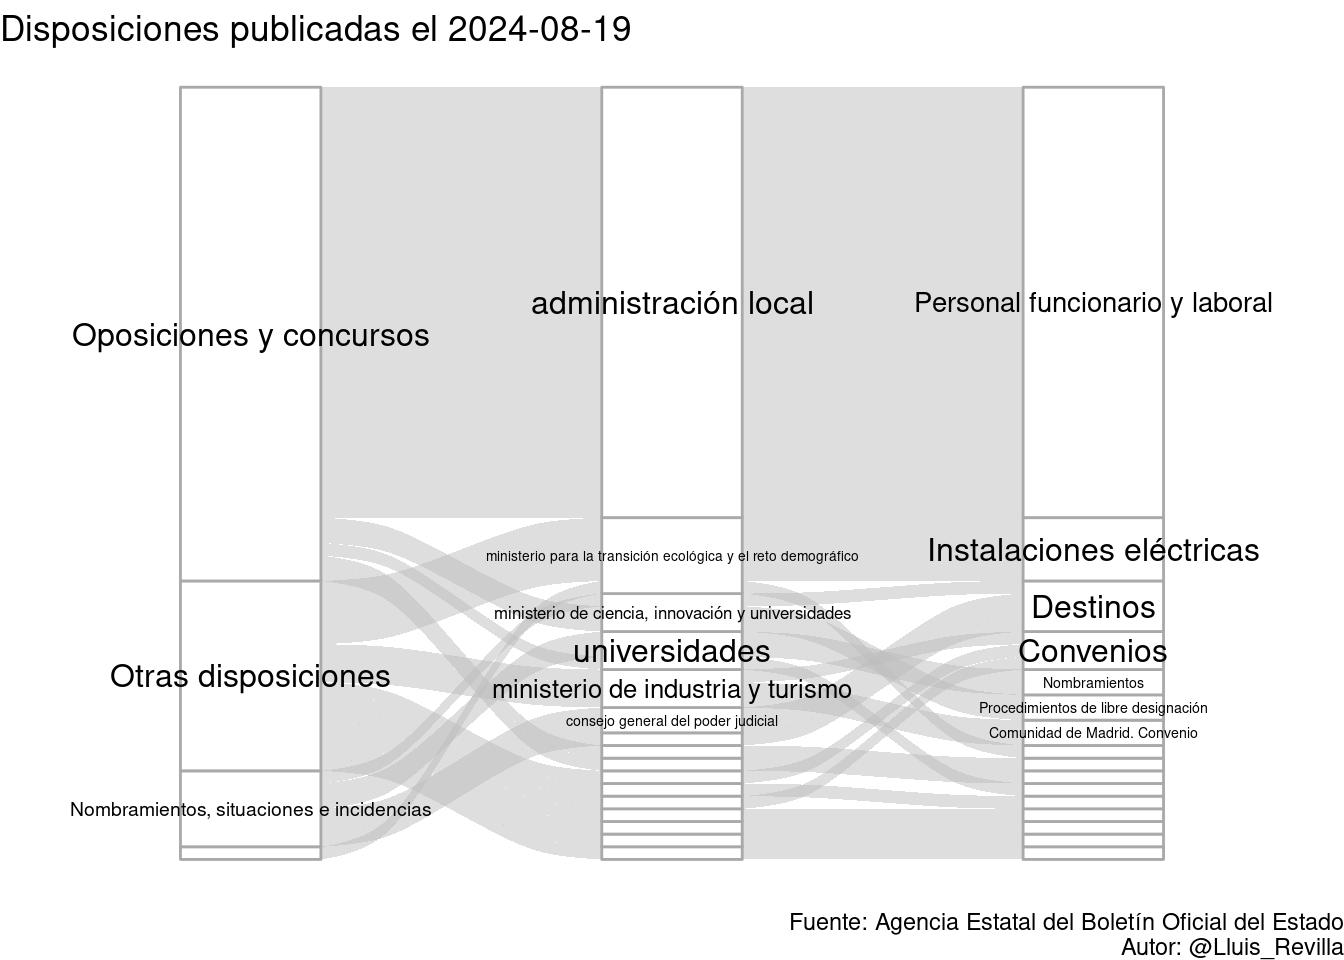 Disposiciones publicadas el 2024-08-19
Oposiciones y concursos
Otras disposiciones
Nombramientos, situaciones e incidencias
administración local
ministerio para la transición ecológica y el reto demográfico
ministerio de ciencia, innovación y universidades
universidades
ministerio de industria y turismo
consejo general del poder judicial
Personal funcionario y laboral
Instalaciones eléctricas
Destinos
Convenios
Nombramientos
Procedimientos de libre designación
Comunidad de Madrid. Convenio
Fuente: Agencia Estatal del Boletín Oficial del Estado
Autor: @Lluis_Revilla